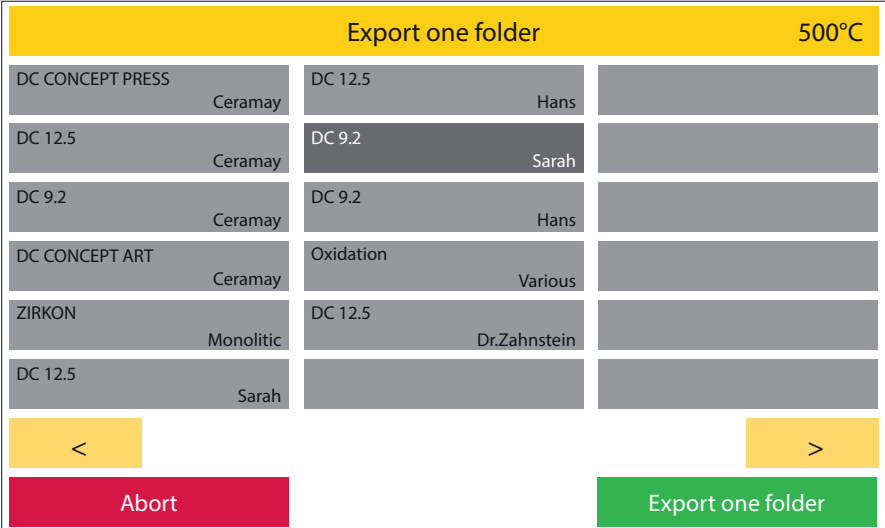 Export one folder
500°C
DC CONCEPT PRESS
Ceramay
DC 12.5
Ceramay
DC 9.2
Ceramay
DC CONCEPT ART
Ceramay
ZIRKON
Monolitic
DC 12.5
Sarah
DC 12.5
Hans
DC 9.2
Sarah
DC 9.2
Hans
Oxidation
Various
DC 12.5
Dr.Zahnstein
<
>
Abort
Export one folder